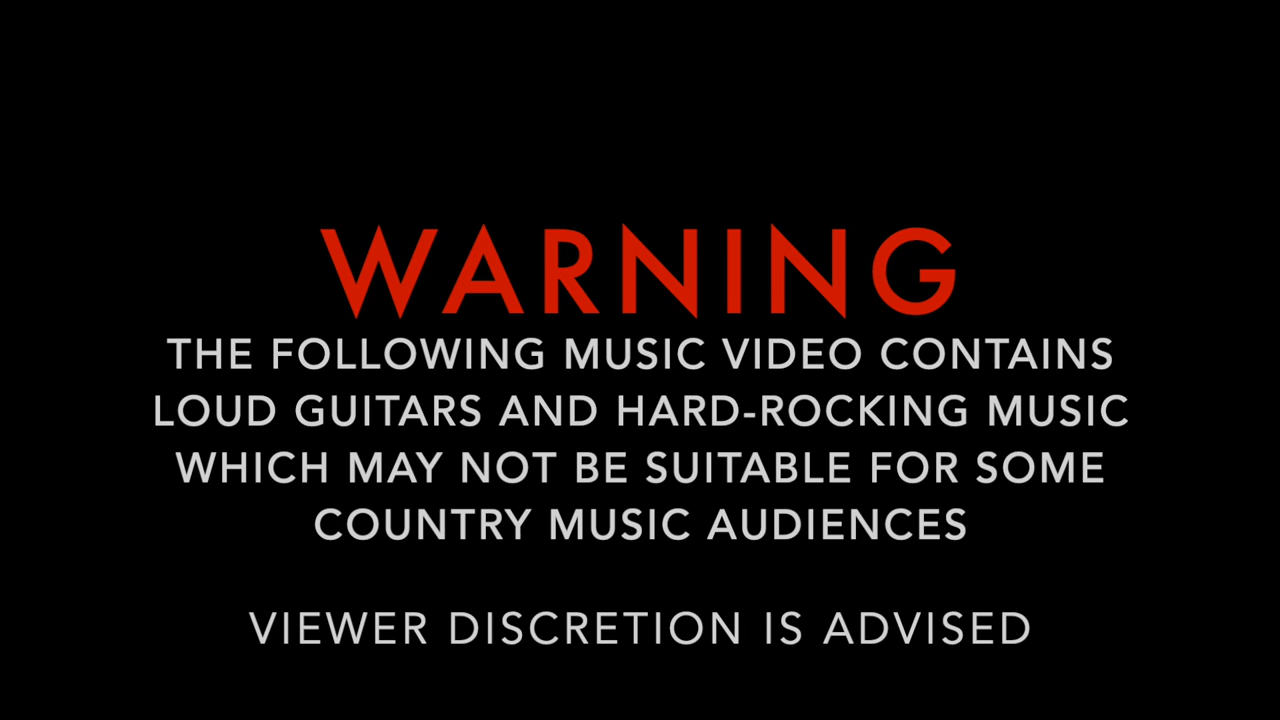 WARNING
THE FOLLOWING MUSIC VIDEO CONTAINS
LOUD GUITARS AND HARD-ROCKING MUSIC
WHICH MAY NOT BE SUITABLE FOR SOME
COUNTRY MUSIC AUDIENCES
VIEWER DISCRETION IS ADVISED